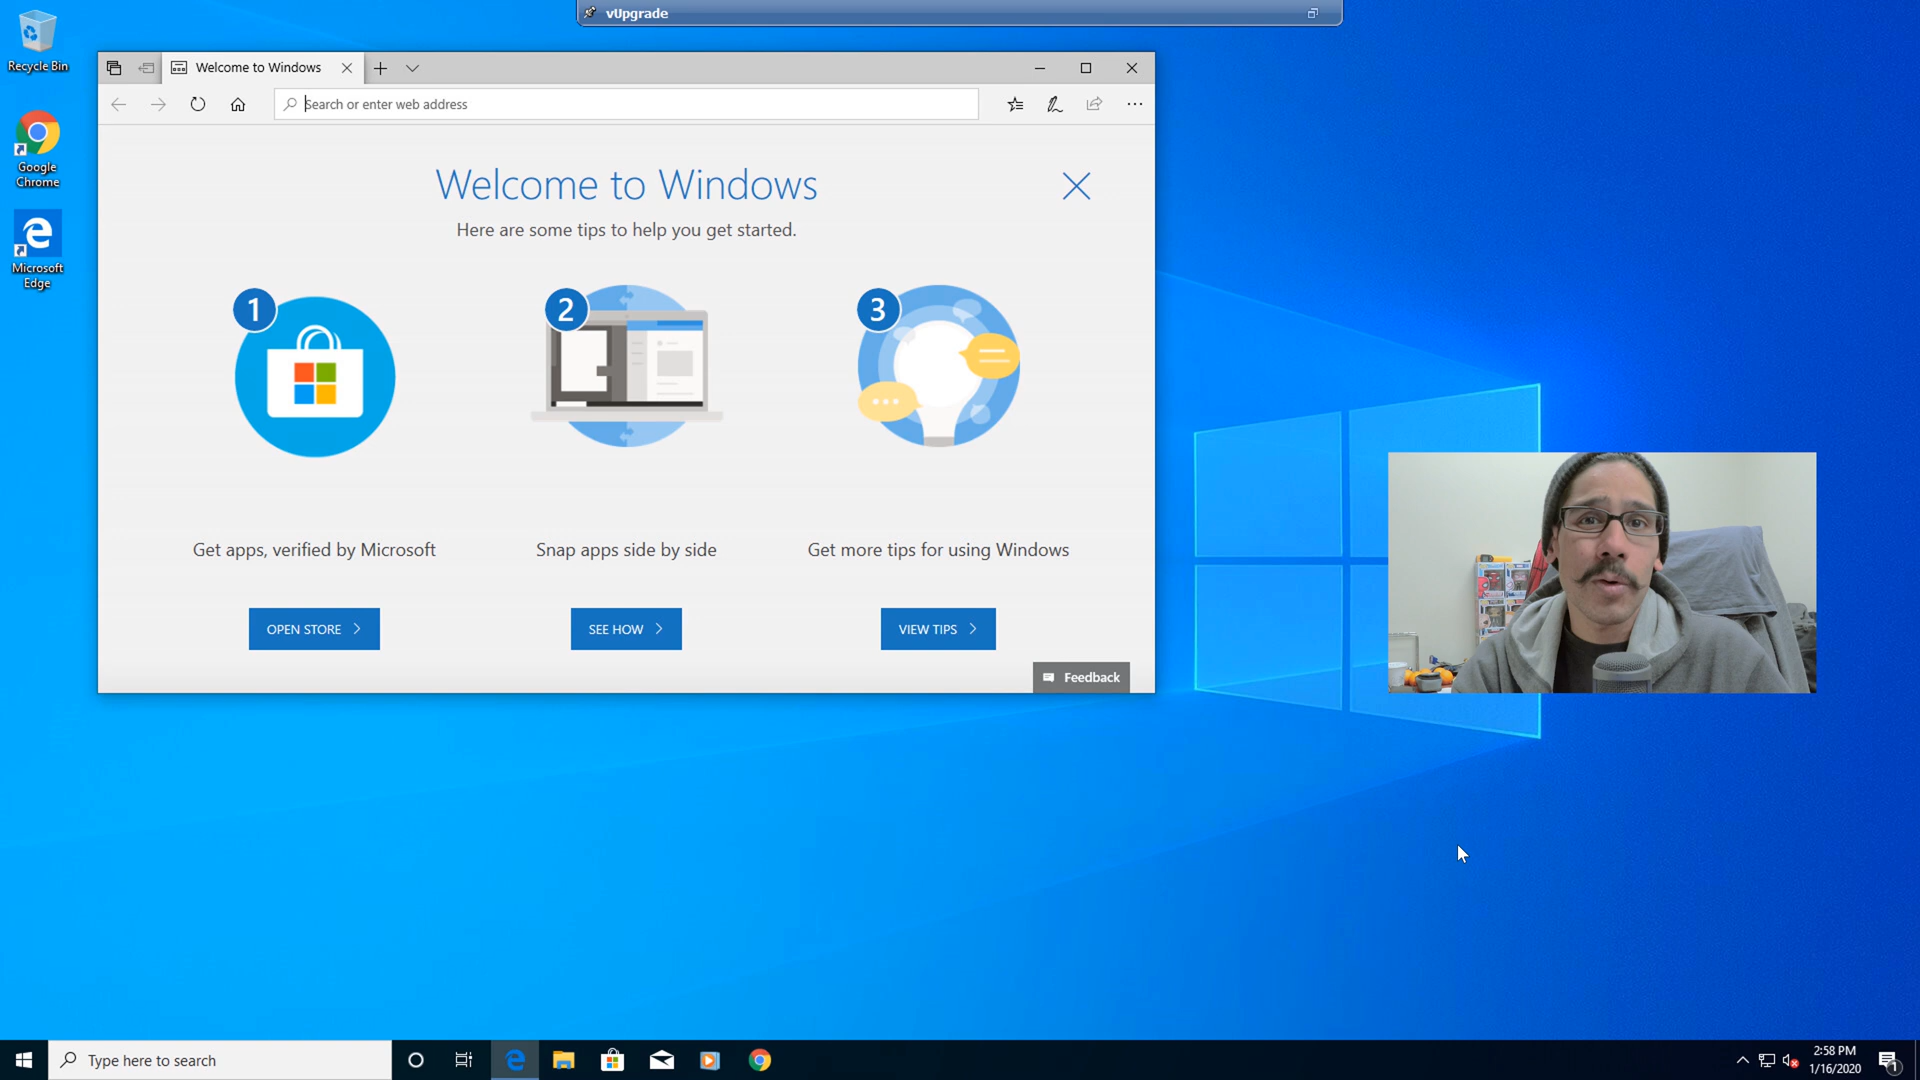 vUpgrade
Recycle Bin
Google
Chrome
Microsoft
Edge
Welcome to Windows
Search or enter web address
Welcome to Windows
Here are some tips to help you get started.
1
2
3
Get apps, verified by Microsoft
Snap apps side by side
Get more tips for using Windows
OPEN STORE
SEE HOW
VIEW TIPS
Feedback
Type here to search
2:58 PM
1/16/2020
1